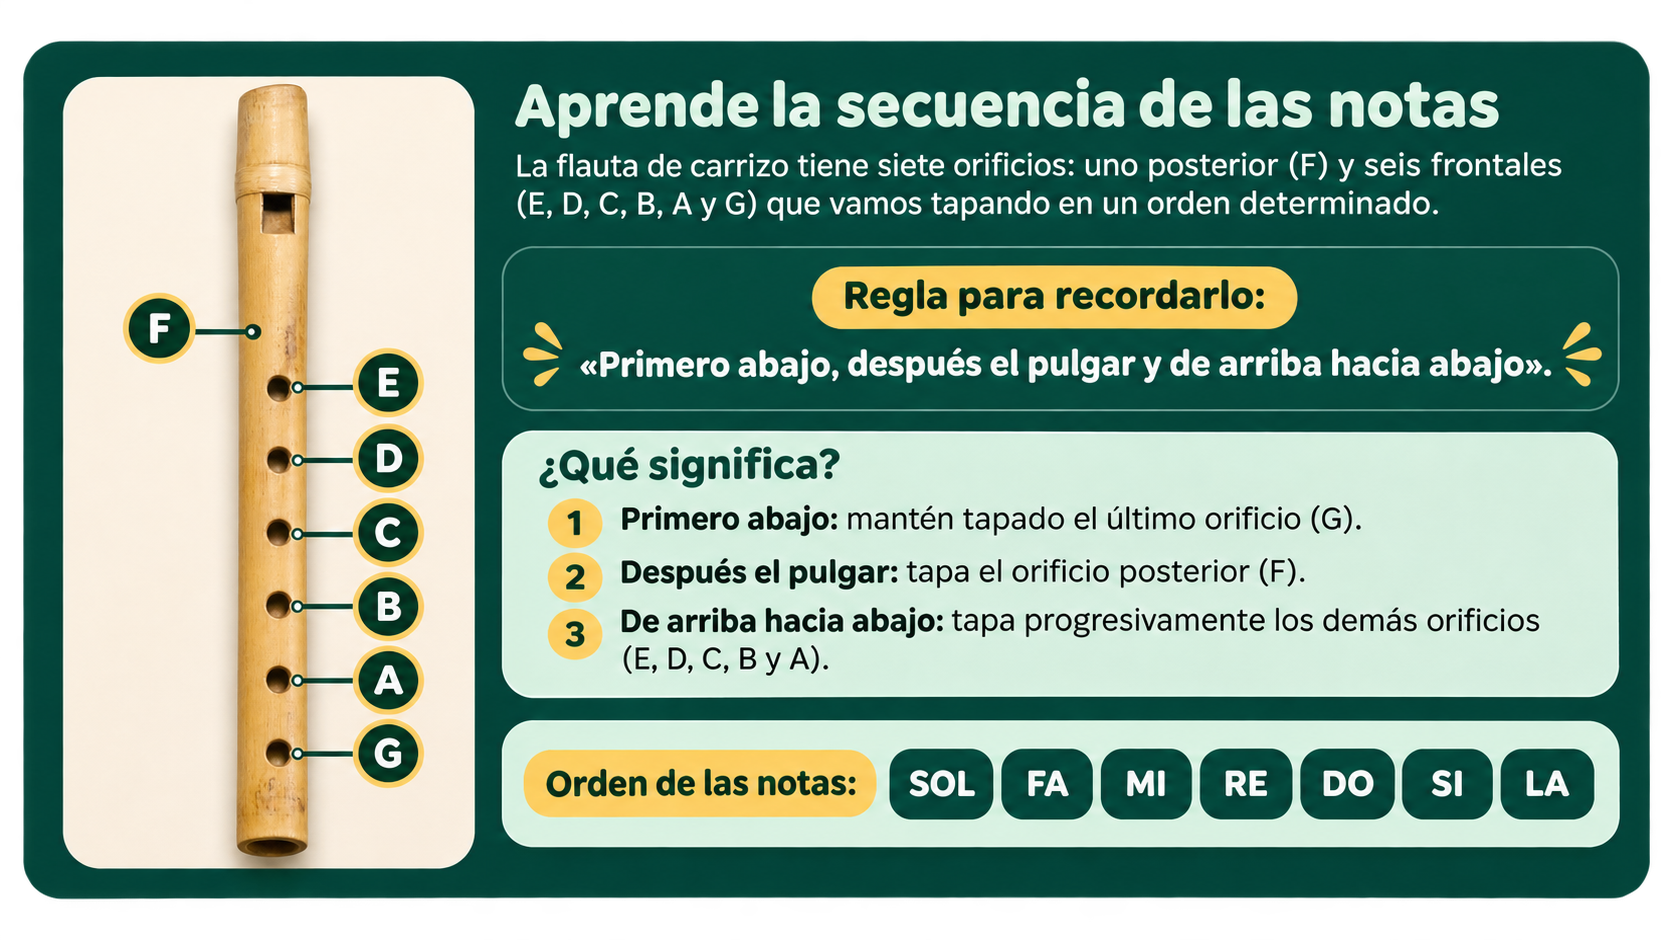 Aprende la secuencia de las notas
La flauta de carrizo tiene siete orificios: uno posterior (F) y seis frontales
(E, D, C, B, A y G) que vamos tapando en un orden determinado.
F
E
D
C
B
A
G
Regla para recordarlo:
«Primero abajo, después el pulgar y de arriba hacia abajo».
¿Qué significa?
1 Primero abajo: mantén tapado el último orificio (G).
2 Después el pulgar: tapa el orificio posterior (F).
3 De arriba hacia abajo: tapa progresivamente los demás orificios
(E, D, C, B y A).
Orden de las notas: SOL FA MI RE DO SI LA